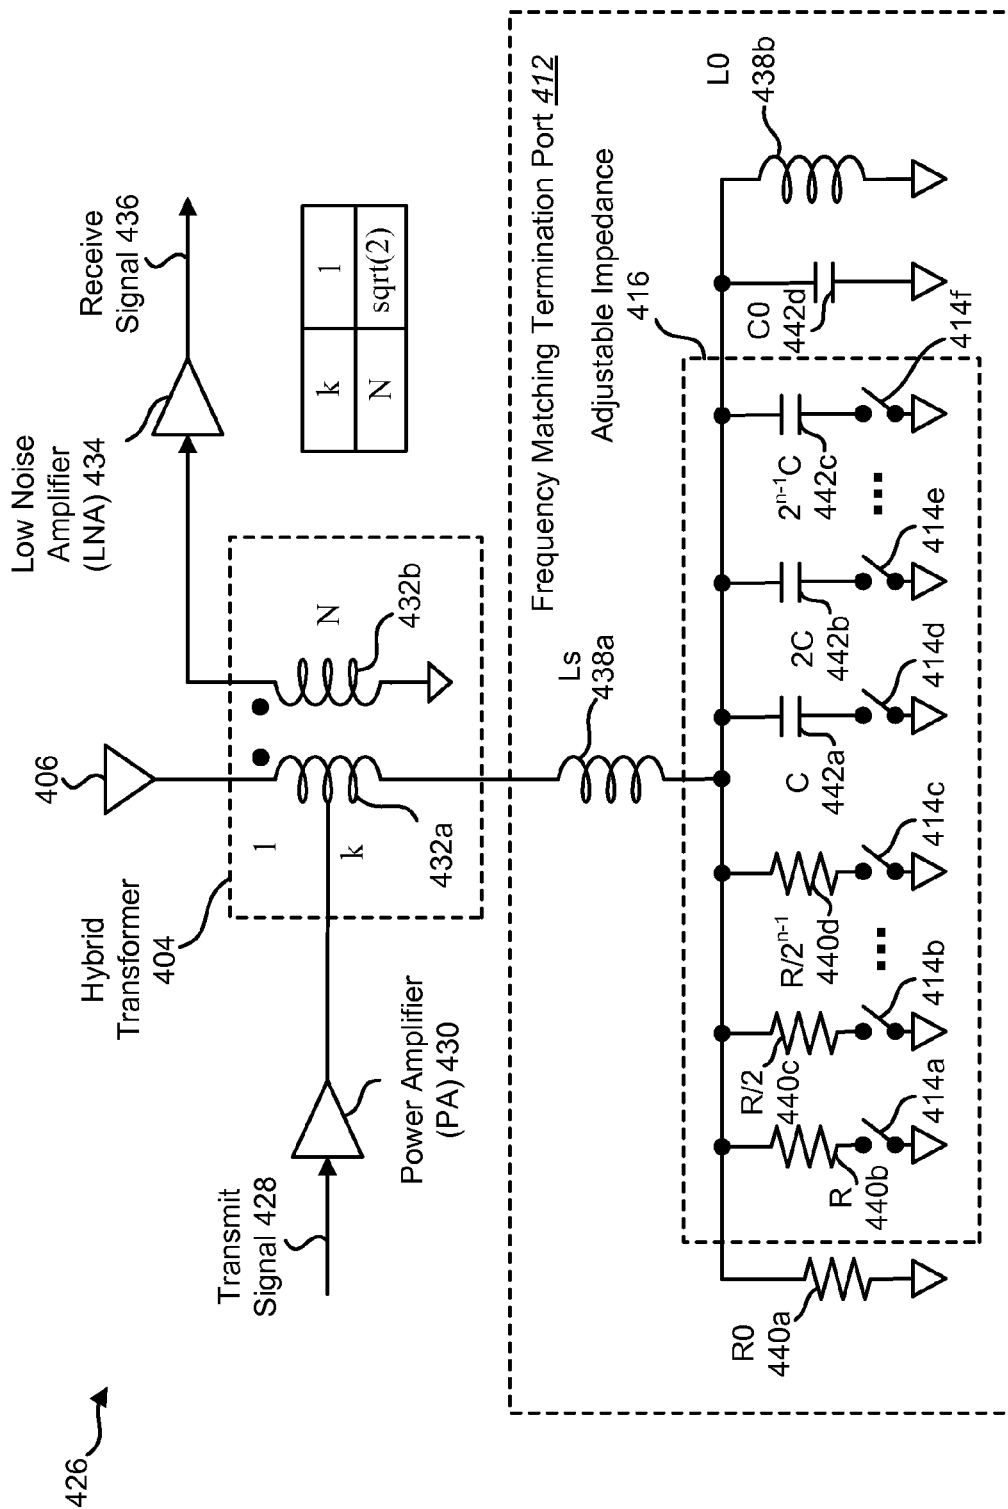 426
406
Hybrid
Transformer
404
1
k
432a
N
432b
Low Noise
Amplifier
(LNA) 434
Receive
Signal 436
k
1
N
sqrt(2)
Transmit
Signal 428
Power Amplifier
(PA) 430
Ls
438a
Frequency Matching Termination Port 412
Adjustable Impedance
416
R0
440a
R
440b
414a
R/2
440c
414b
R/2ⁿ⁻¹
440d
414c
...
C
442a
414d
2C
442b
414e
2ⁿ⁻¹C
442c
414f
...
C0
442d
L0
438b